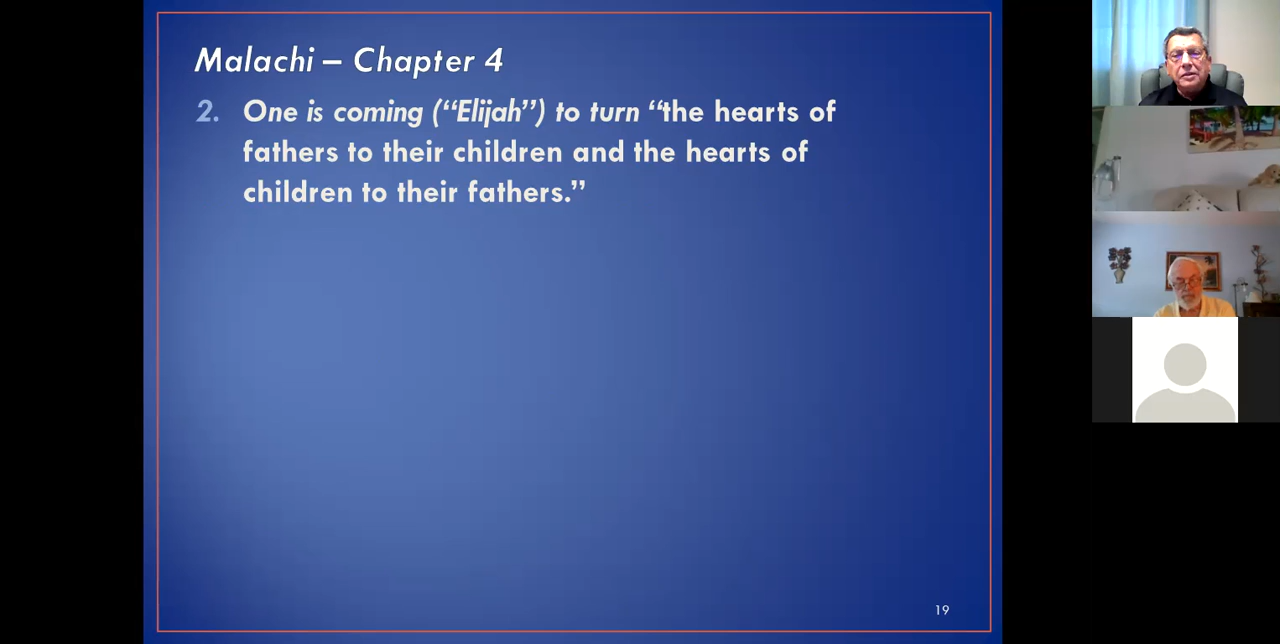 Malachi – Chapter 4
2. One is coming (“Elijah”) to turn “the hearts of
fathers to their children and the hearts of
children to their fathers.”
19